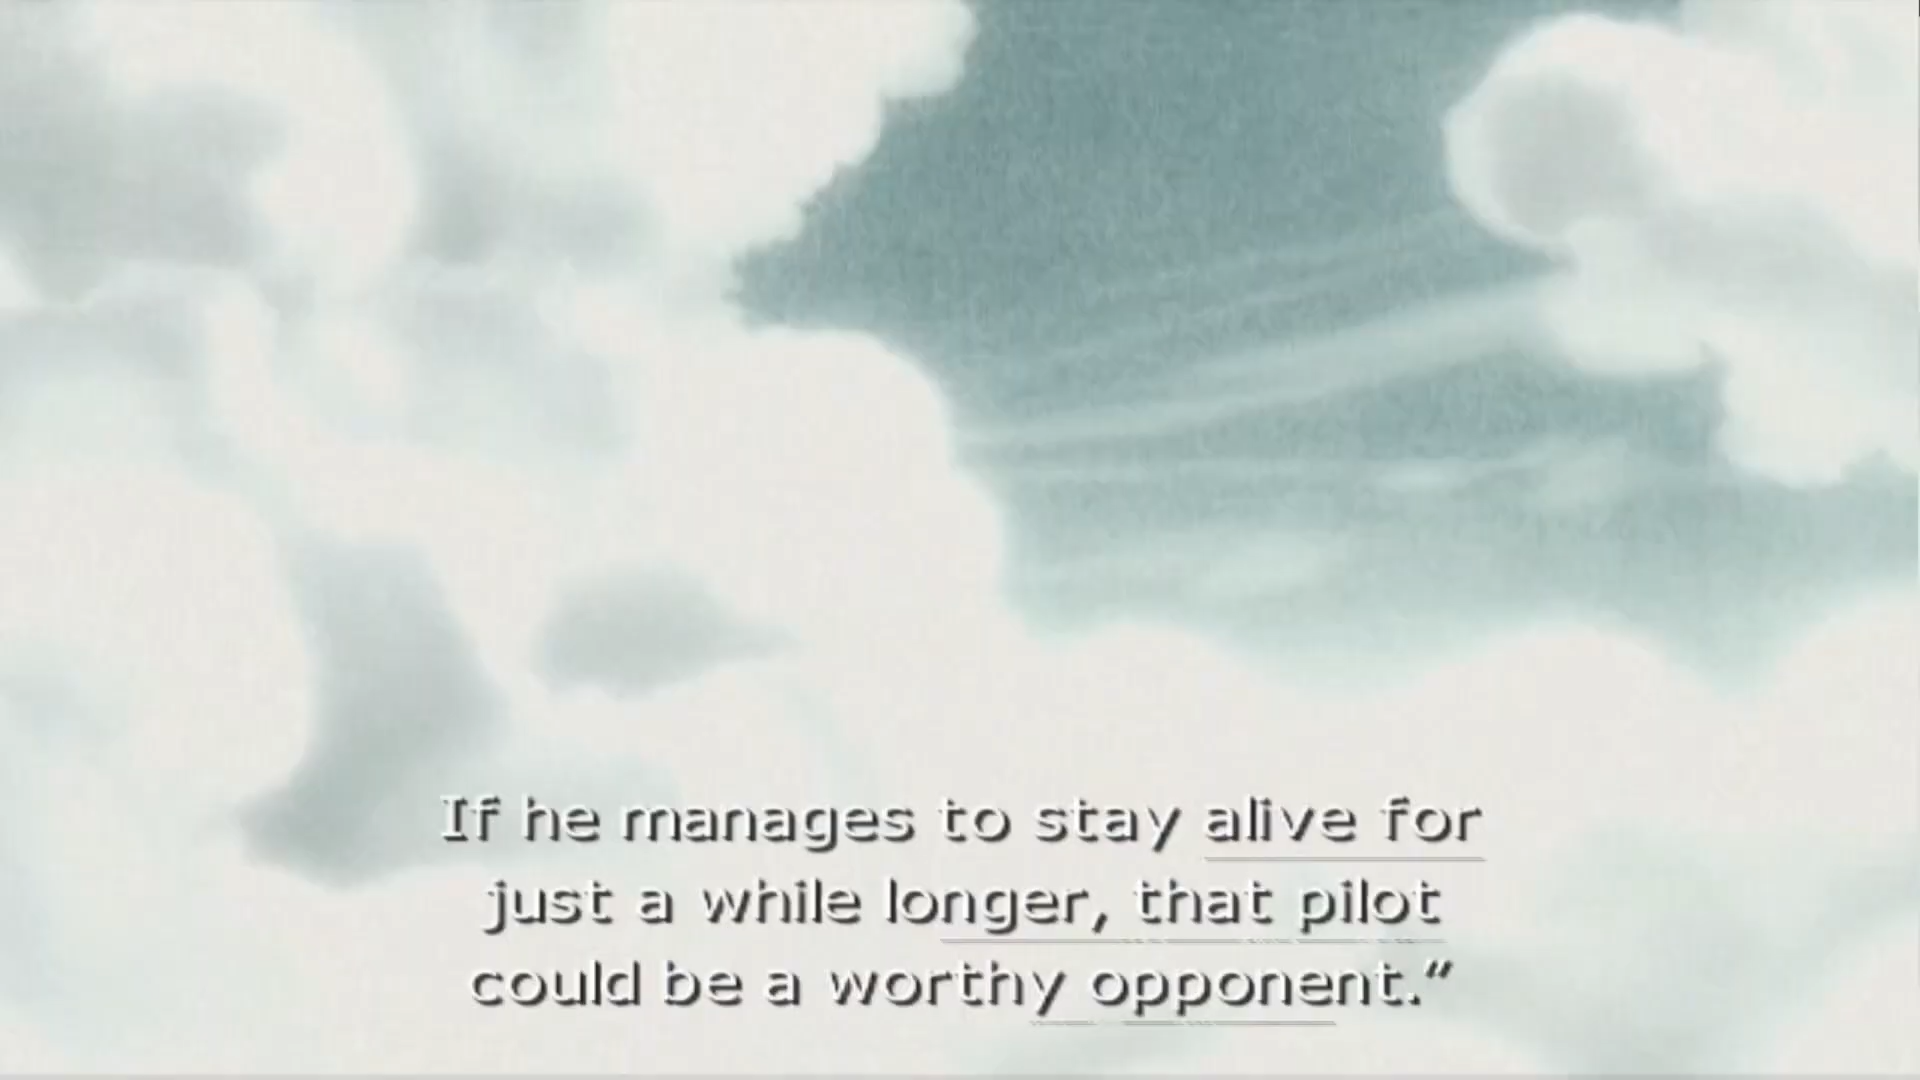 If he manages to stay alive for
just a while longer, that pilot
could be a worthy opponent.”